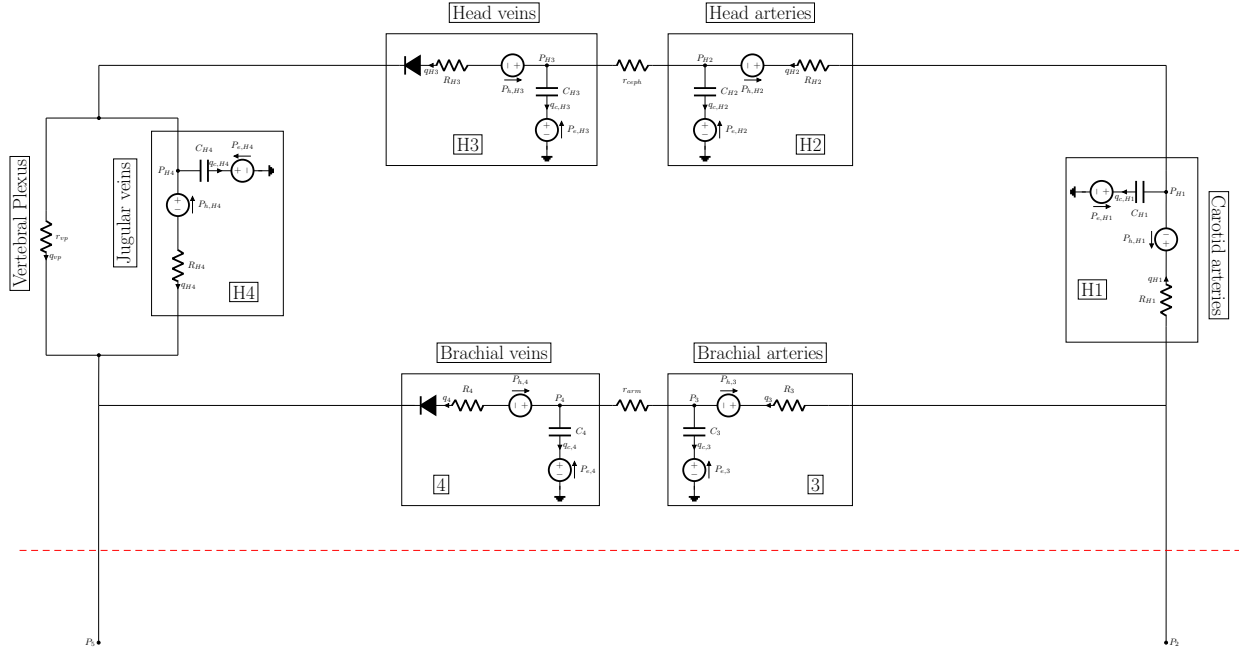 Head veins
Head arteries
P_{H3}
P_{H2}
q_{H3}
R_{H3}
P_{h,H3}
C_{H3}
q_{c,H3}
P_{e,H3}
H3
r_{ceph}
C_{H2}
q_{c,H2}
P_{e,H2}
P_{h,H2}
q_{H2}
R_{H2}
H2
Vertebral Plexus
r_{vp}
q_{vp}
Jugular veins
P_{H4}
C_{H4}
q_{c,H4}
P_{e,H4}
P_{h,H4}
R_{H4}
q_{H4}
H4
P_{H1}
q_{c,H1}
C_{H1}
P_{e,H1}
P_{h,H1}
q_{H1}
R_{H1}
H1
Carotid arteries
Brachial veins
Brachial arteries
q_4
R_4
P_{h,4}
P_4
C_4
q_{c,4}
P_{e,4}
4
r_{arm}
P_3
P_{h,3}
q_3
R_3
C_3
q_{c,3}
P_{e,3}
3
P_5
P_2